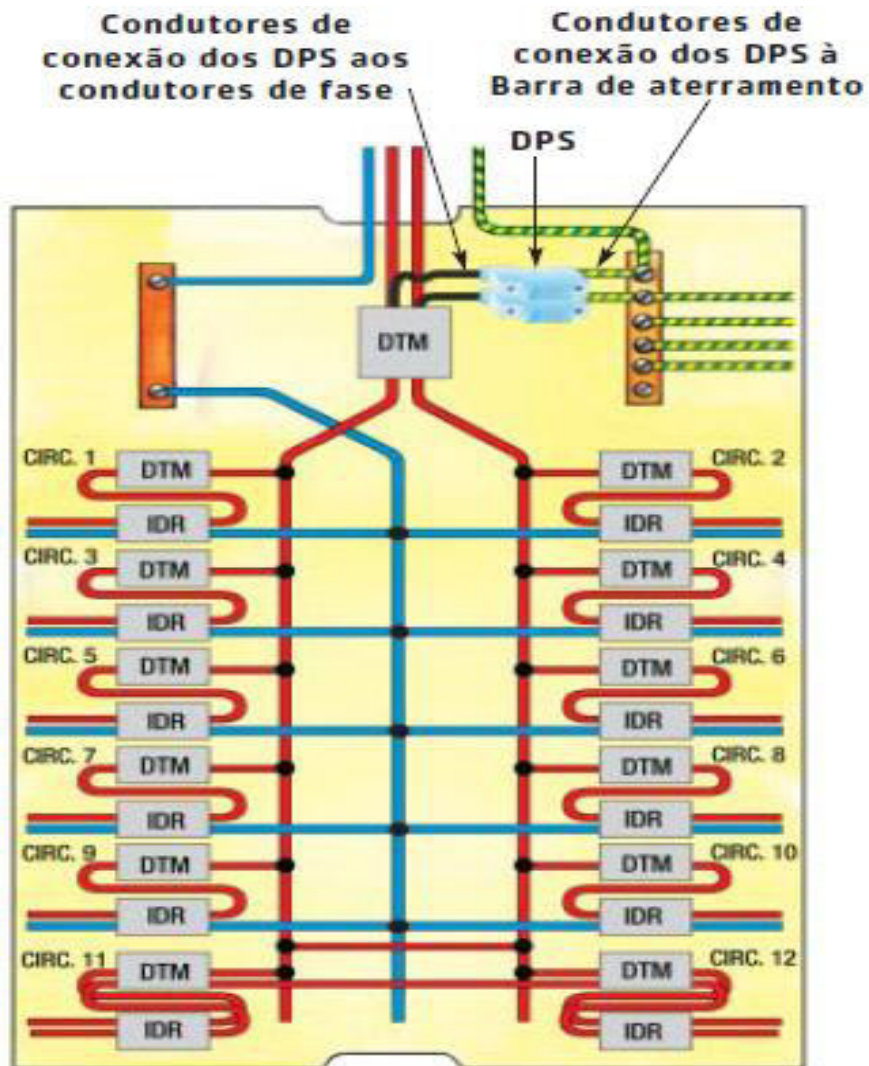 Condutores de
conexão dos DPS aos
condutores de fase
Condutores de
conexão dos DPS à
Barra de aterramento
DPS
DTM
CIRC. 1
DTM
IDR
CIRC. 2
DTM
IDR
CIRC. 3
DTM
IDR
CIRC. 4
DTM
IDR
CIRC. 5
DTM
IDR
CIRC. 6
DTM
IDR
CIRC. 7
DTM
IDR
CIRC. 8
DTM
IDR
CIRC. 9
DTM
IDR
CIRC. 10
DTM
IDR
CIRC. 11
DTM
IDR
CIRC. 12
DTM
IDR